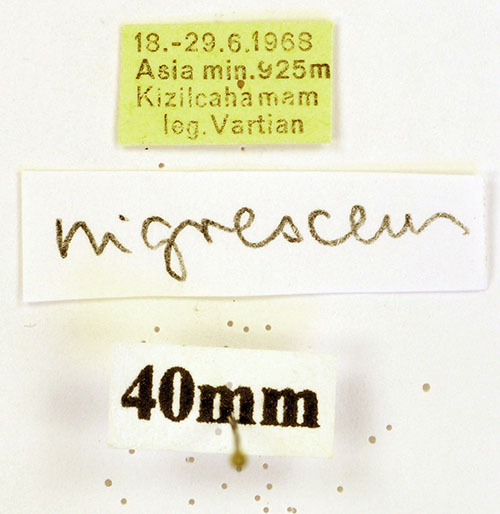 18.-29.6.1968
Asia min.925m
Kizilcahamam
leg.Vartian
nigrescens
40mm